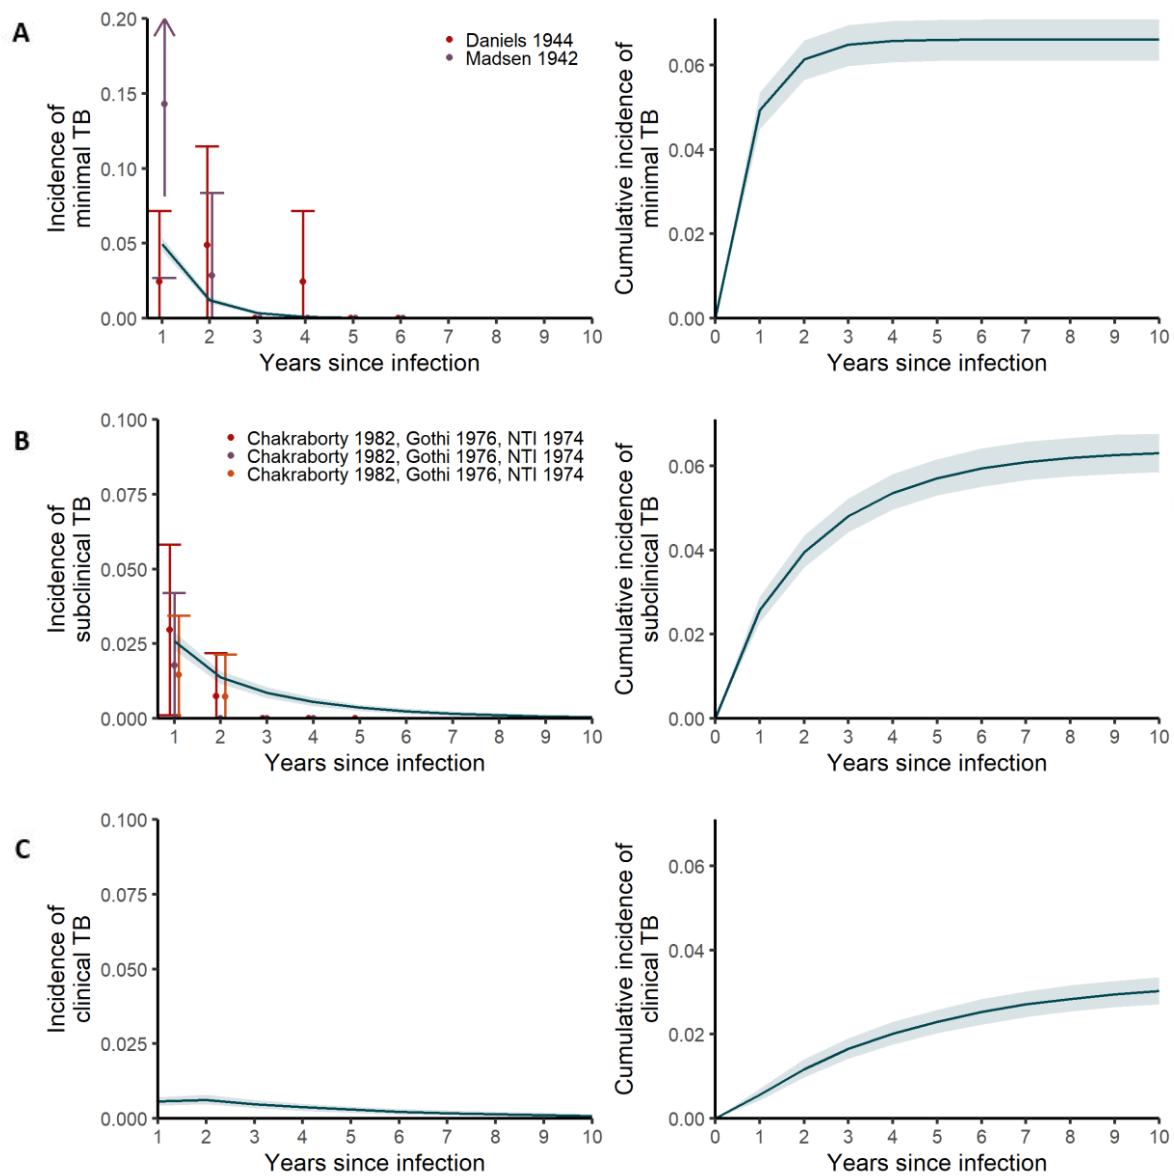 A
Incidence of
minimal TB
0.20
0.15
0.10
0.05
0.00
Daniels 1944
Madsen 1942
1 2 3 4 5 6 7 8 9 10
Years since infection
Cumulative incidence of
minimal TB
0.06
0.04
0.02
0.00
0 1 2 3 4 5 6 7 8 9 10
Years since infection
B
Incidence of
subclinical TB
0.100
0.075
0.050
0.025
0.000
Chakraborty 1982, Gothi 1976, NTI 1974
Chakraborty 1982, Gothi 1976, NTI 1974
Chakraborty 1982, Gothi 1976, NTI 1974
1 2 3 4 5 6 7 8 9 10
Years since infection
Cumulative incidence of
subclinical TB
0.06
0.04
0.02
0.00
0 1 2 3 4 5 6 7 8 9 10
Years since infection
C
Incidence of
clinical TB
0.100
0.075
0.050
0.025
0.000
1 2 3 4 5 6 7 8 9 10
Years since infection
Cumulative incidence of
clinical TB
0.06
0.04
0.02
0.00
0 1 2 3 4 5 6 7 8 9 10
Years since infection